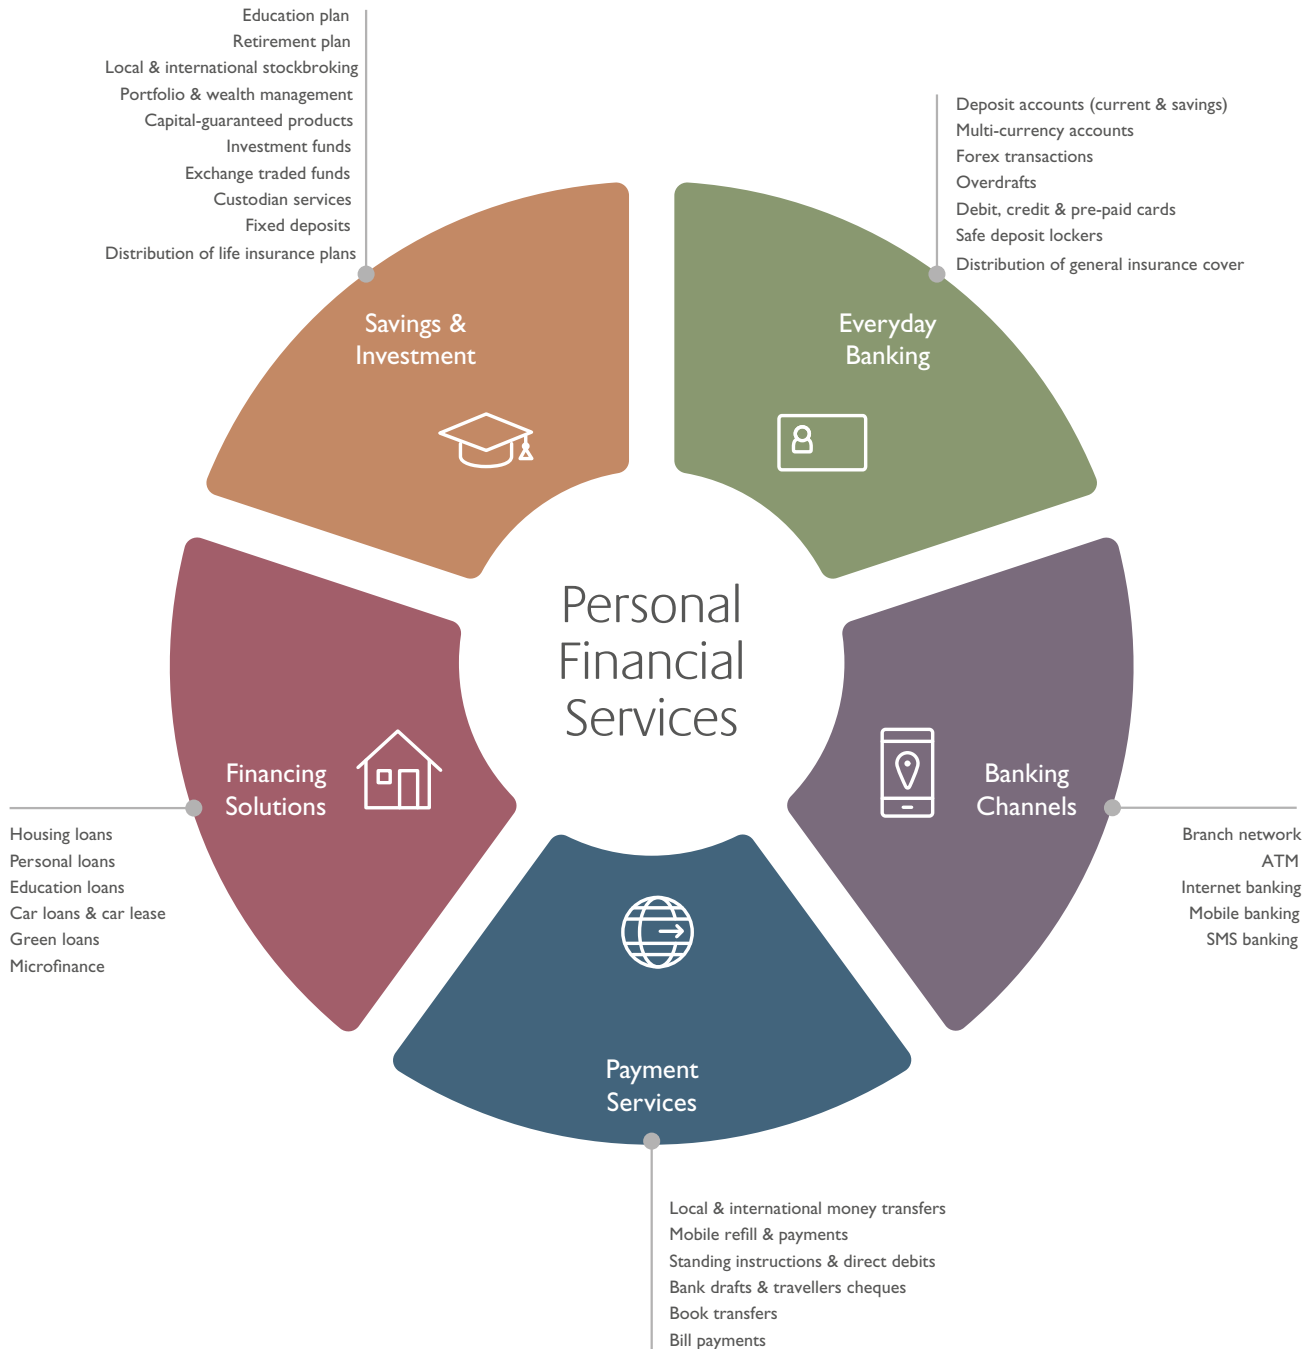 Education plan
Retirement plan
Local & international stockbroking
Portfolio & wealth management
Capital-guaranteed products
Investment funds
Exchange traded funds
Custodian services
Fixed deposits
Distribution of life insurance plans
Deposit accounts (current & savings)
Multi-currency accounts
Forex transactions
Overdrafts
Debit, credit & pre-paid cards
Safe deposit lockers
Distribution of general insurance cover
Savings &
Investment
Everyday
Banking
Personal
Financial
Services
Financing
Solutions
Housing loans
Personal loans
Education loans
Car loans & car lease
Green loans
Microfinance
Banking
Channels
Branch network
ATM
Internet banking
Mobile banking
SMS banking
Payment
Services
Local & international money transfers
Mobile refill & payments
Standing instructions & direct debits
Bank drafts & travellers cheques
Book transfers
Bill payments